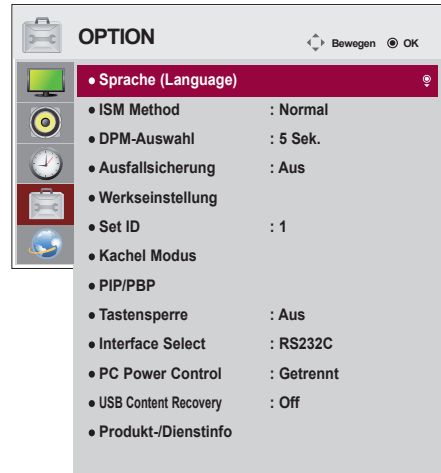 OPTION
Bewegen OK
• Sprache (Language)
• ISM Method : Normal
• DPM-Auswahl : 5 Sek.
• Ausfallsicherung : Aus
• Werkseinstellung
• Set ID : 1
• Kachel Modus
• PIP/PBP
• Tastensperre : Aus
• Interface Select : RS232C
• PC Power Control : Getrennt
• USB Content Recovery : Off
• Produkt-/Dienstinfo